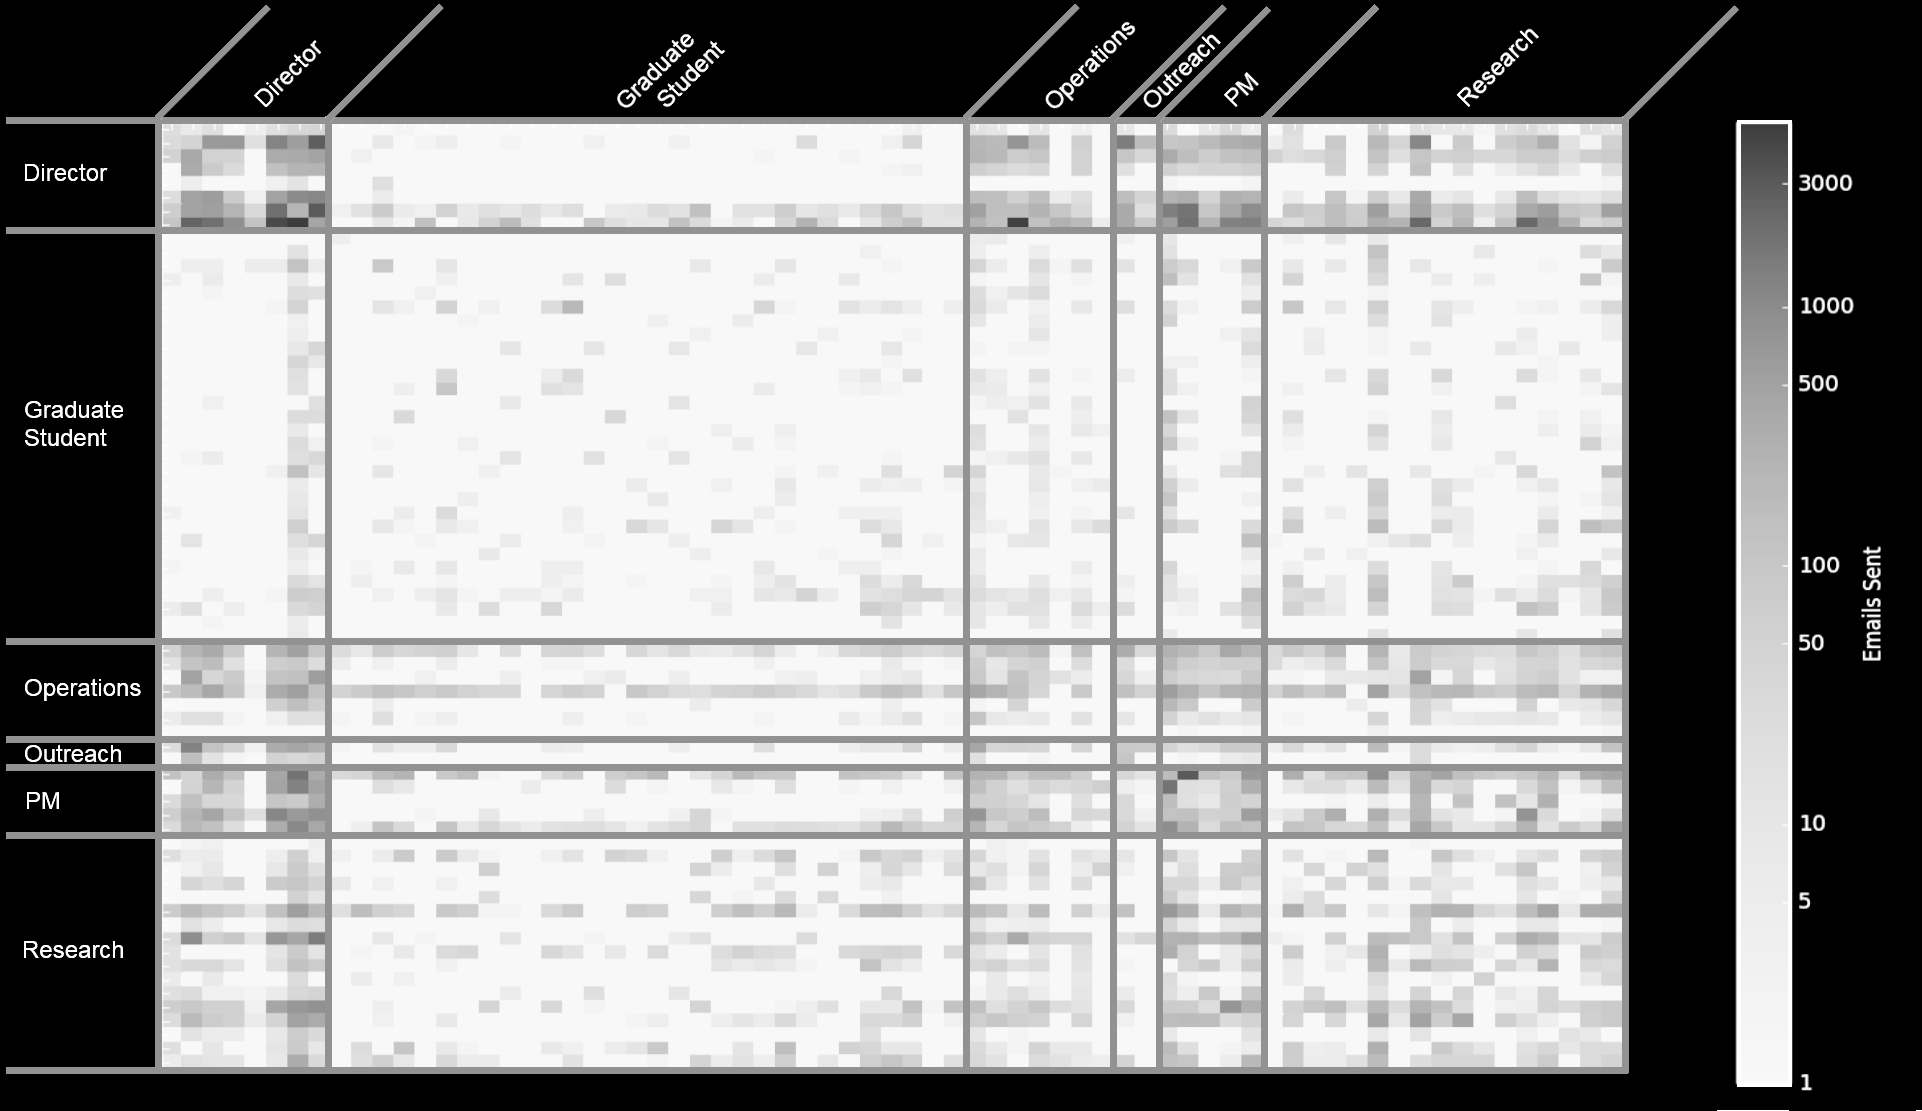 Director
Graduate
Student
Operations
Outreach
PM
Research
Director
Graduate
Student
Operations
Outreach
PM
Research
3000
1000
500
100
50
10
5
1
Emails Sent